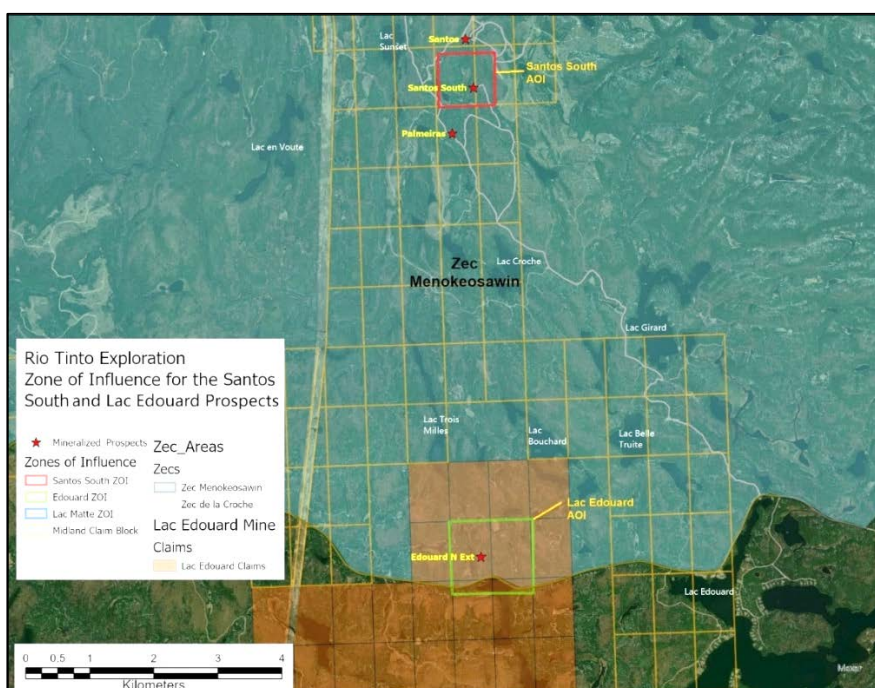 Santos
Lac
Sunset
Santos South
AOI
Santos South
Palmeiras
Lac en Voute
Lac Croche
Zec
Menokeosawin
Lac Girard
Rio Tinto Exploration
Zone of Influence for the Santos
South and Lac Edouard Prospects
Mineralized Prospects
Zones of Influence
Santos South ZOI
Edouard ZOI
Lac Matte ZOI
Midland Claim Block
Zec_Areas
Zecs
Zec Menokeosawin
Zec de la Croche
Lac Edouard Mine
Claims
Lac Edouard Claims
Lac Trois
Milles
Lac
Bouchard
Lac Belle
Truite
Lac Edouard
AOI
Edouard N Ext
Lac Edouard
0 0.5 1 2 3 4
Kilometers